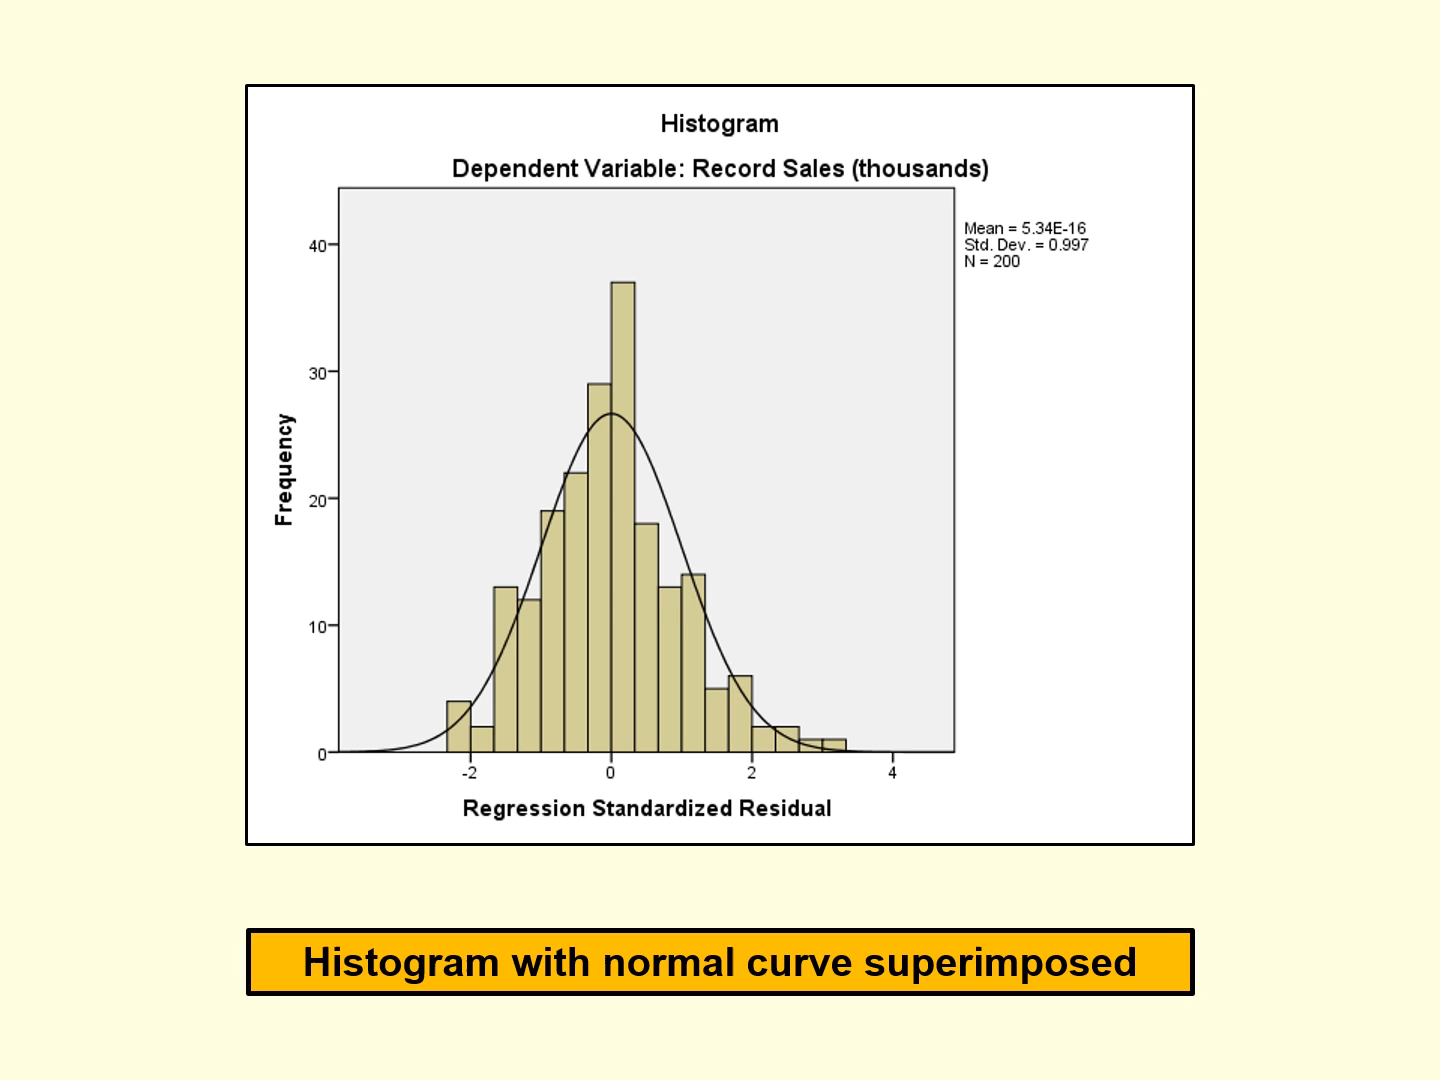 Histogram
Dependent Variable: Record Sales (thousands)
Mean = 5.34E-16
Std. Dev. = 0.997
N = 200
Frequency
40
30
20
10
0
-2 0 2 4
Regression Standardized Residual
Histogram with normal curve superimposed